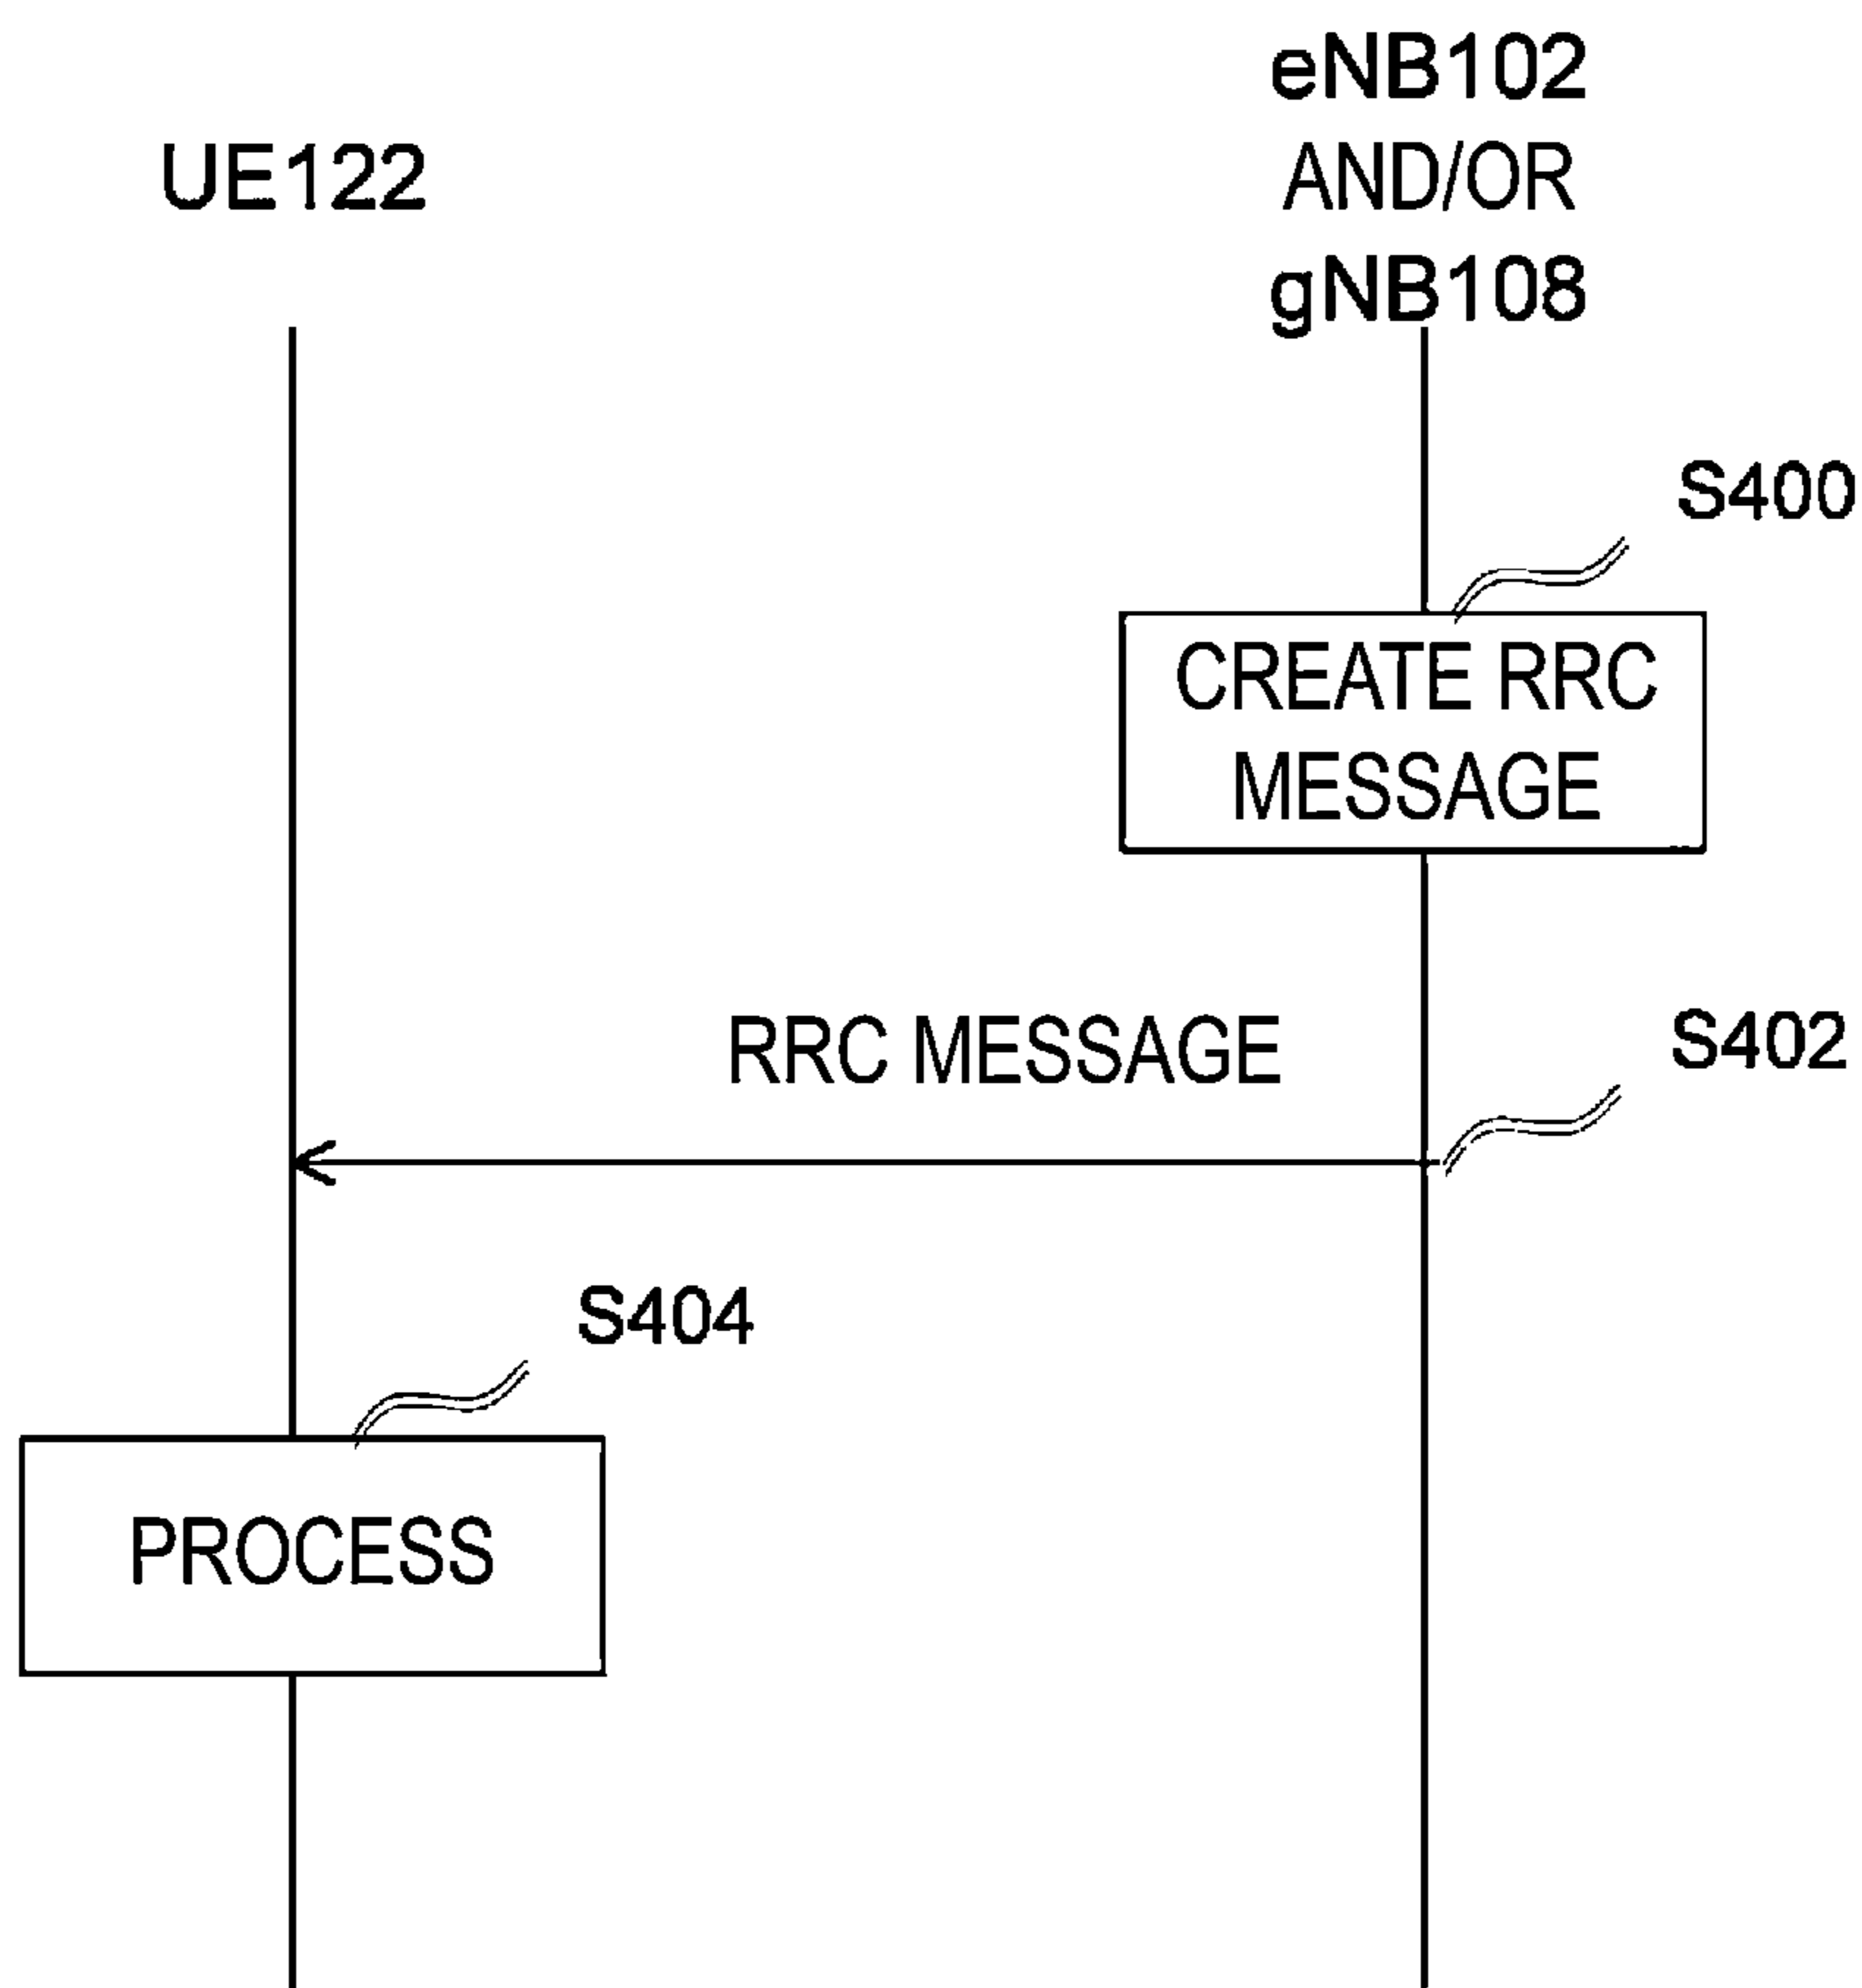 eNB102
UE122
AND/OR
gNB108
S400
CREATE RRC
MESSAGE
RRC MESSAGE
S402
S404
PROCESS